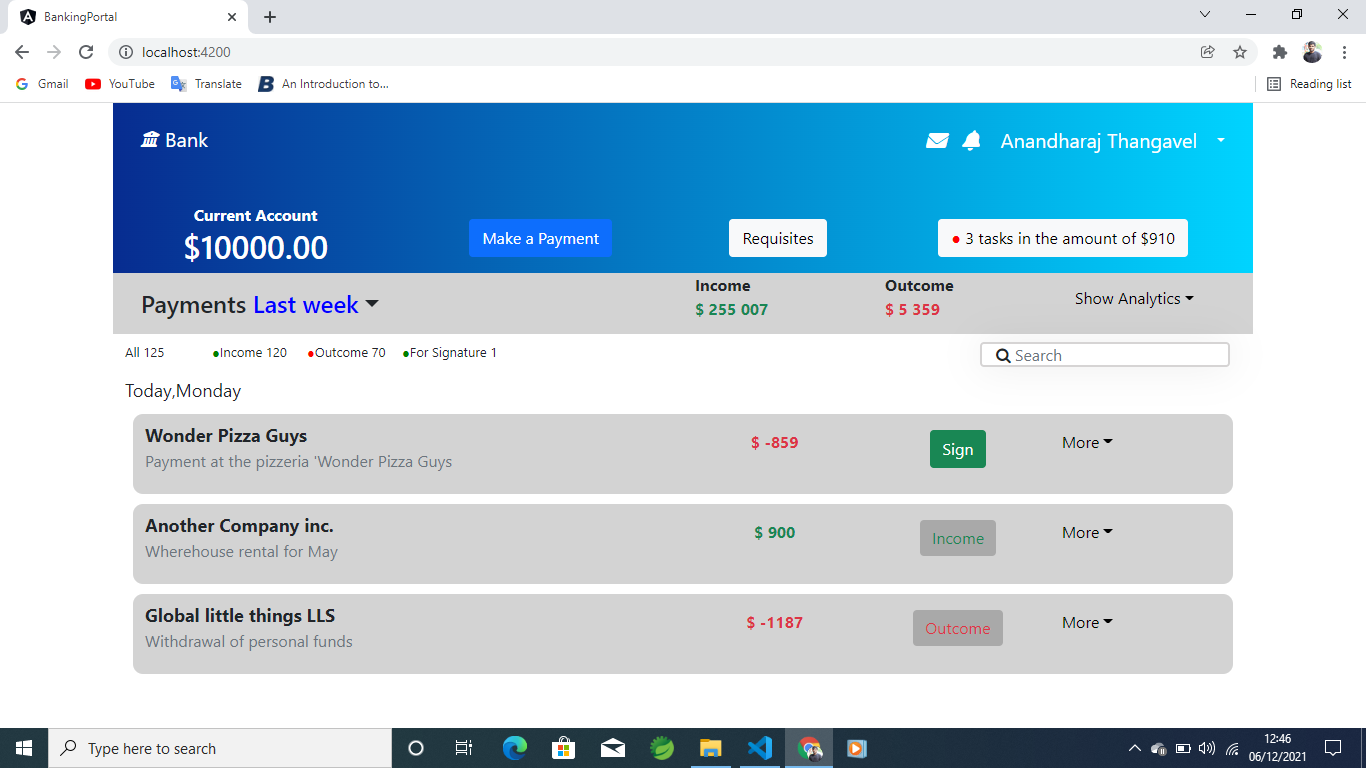 BankingPortal
localhost:4200
Gmail YouTube Translate An Introduction to... Reading list
Bank Anandharaj Thangavel
Current Account
$10000.00 Make a Payment Requisites 3 tasks in the amount of $910
Payments Last week Income Outcome Show Analytics
$ 255 007 $ 5 359
All 125 Income 120 Outcome 70 For Signature 1 Search
Today,Monday
Wonder Pizza Guys $ -859 Sign More
Payment at the pizzeria 'Wonder Pizza Guys
Another Company inc. $ 900 Income More
Wherehouse rental for May
Global little things LLS $ -1187 Outcome More
Withdrawal of personal funds
Type here to search 12:46
06/12/2021